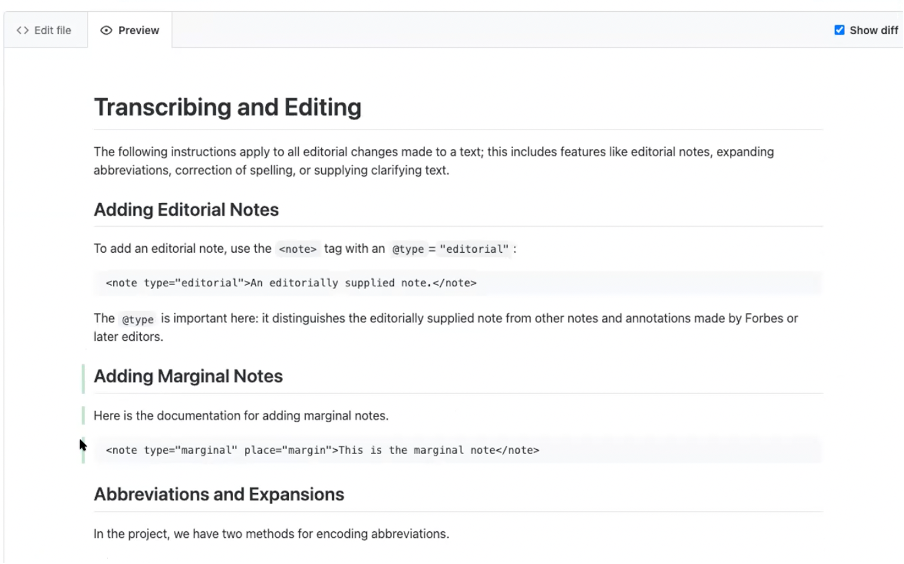 <> Edit file Preview Show diff
Transcribing and Editing
The following instructions apply to all editorial changes made to a text; this includes features like editorial notes, expanding
abbreviations, correction of spelling, or supplying clarifying text.
Adding Editorial Notes
To add an editorial note, use the <note> tag with an @type = "editorial" :
<note type="editorial">An editorially supplied note.</note>
The @type is important here: it distinguishes the editorially supplied note from other notes and annotations made by Forbes or
later editors.
Adding Marginal Notes
Here is the documentation for adding marginal notes.
<note type="marginal" place="margin">This is the marginal note</note>
Abbreviations and Expansions
In the project, we have two methods for encoding abbreviations.